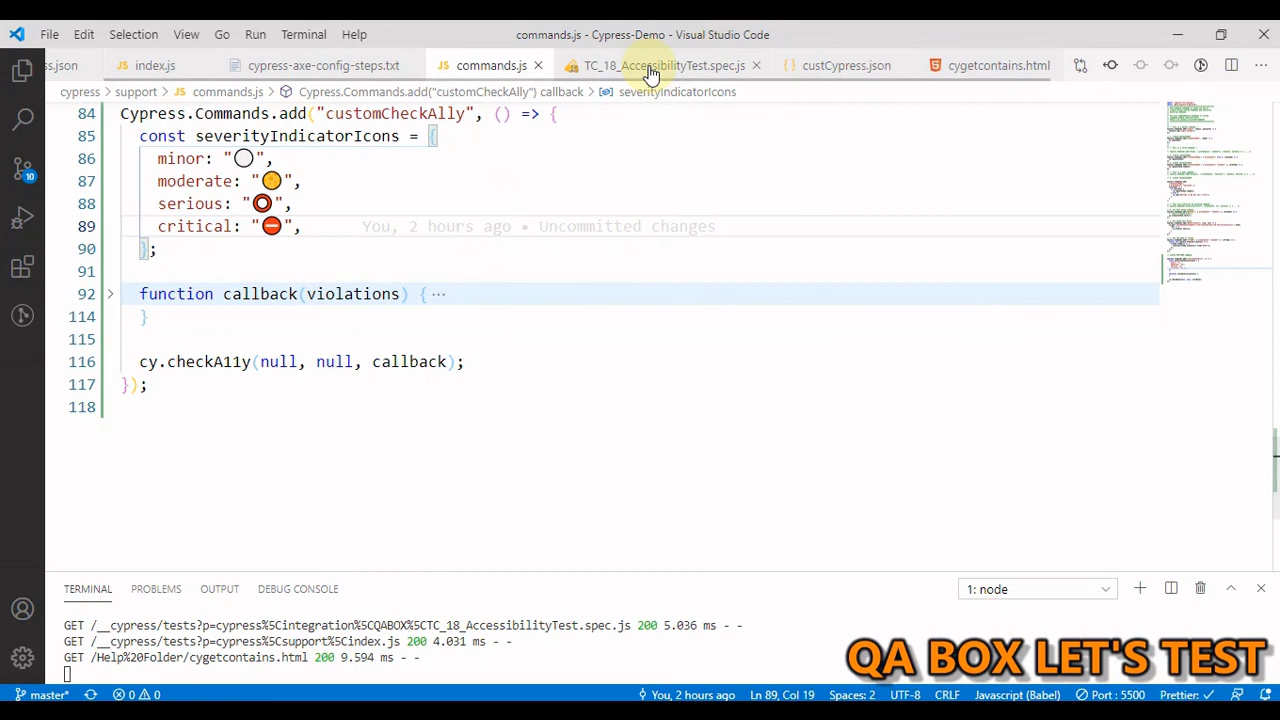 File Edit Selection View Go Run Terminal Help commands.js - Cypress-Demo - Visual Studio Code
ss.json index.js cypress-axe-config-steps.txt commands.js TC_18_AccessibilityTest.spec.js custCypress.json cygetcontains.html
cypress > support > commands.js > Cypress.Commands.add("customCheckAlly") callback > severityIndicatorIcons
84 Cypress.Commands.add("customCheckAlly", () => {
85 const severityIndicatorIcons = {
86 minor: "⚪",
87 moderate: "🟡",
88 serious: "⭕",
89 critical: "⛔", You, 2 hours ag • Uncommitted changes
90 };
91
92 function callback(violations) { ...
114 }
115
116 cy.checkA11y(null, null, callback);
117 });
118
10
TERMINAL PROBLEMS OUTPUT DEBUG CONSOLE 1: node
GET /__cypress/tests?p=cypress%5Cintegration%5CQABOX%5CTC_18_AccessibilityTest.spec.js 200 5.036 ms - -
GET /__cypress/tests?p=cypress%5Csupport%5Cindex.js 200 4.031 ms - -
GET /Help%20Folder/cygetcontains.html 200 9.594 ms - -
QA BOX LET'S TEST
master* 0 0 You, 2 hours ago Ln 89, Col 19 Spaces: 2 UTF-8 CRLF Javascript (Babel) Port : 5500 Prettier: ✓